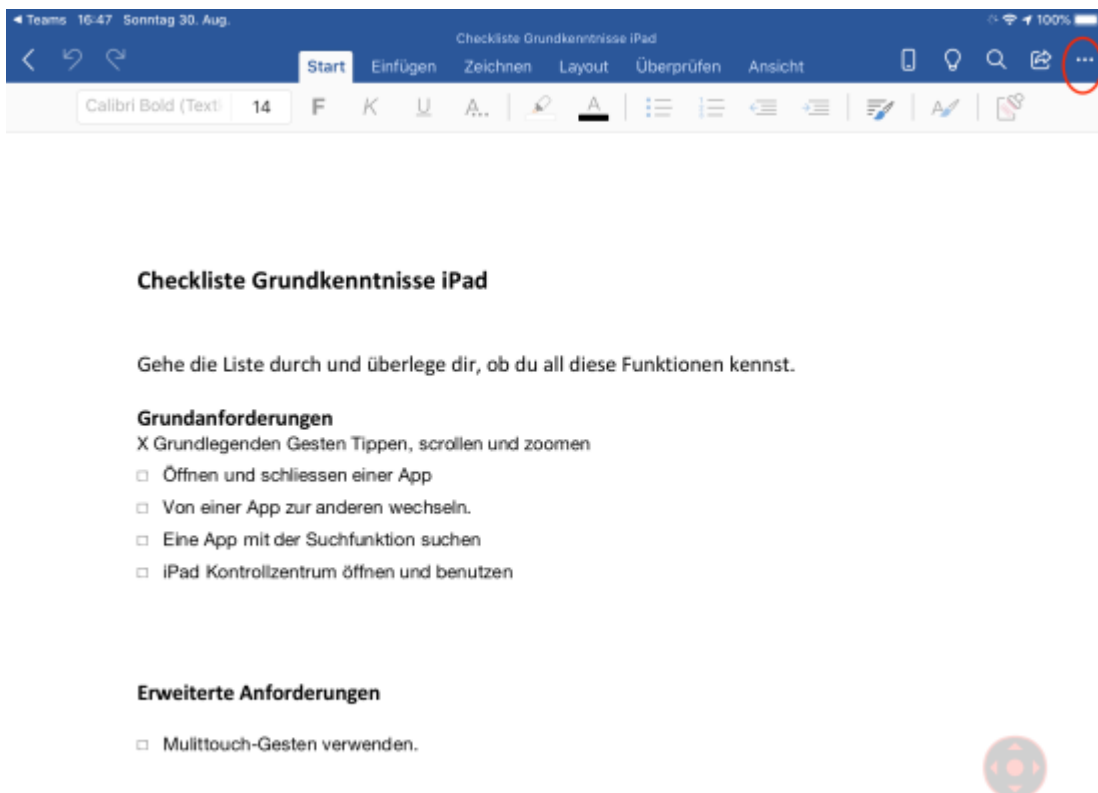 ◀ Teams 16:47 Sonntag 30. Aug. 100%
Checkliste Grundkenntnisse iPad
Start Einfügen Zeichnen Layout Überprüfen Ansicht
Calibri Bold (Text 14 F K U A...
Checkliste Grundkenntnisse iPad
Gehe die Liste durch und überlege dir, ob du all diese Funktionen kennst.
Grundanforderungen
X Grundlegenden Gesten Tippen, scrollen und zoomen
□ Öffnen und schliessen einer App
□ Von einer App zur anderen wechseln.
□ Eine App mit der Suchfunktion suchen
□ iPad Kontrollzentrum öffnen und benutzen
Erweiterte Anforderungen
□ Mulittouch-Gesten verwenden.